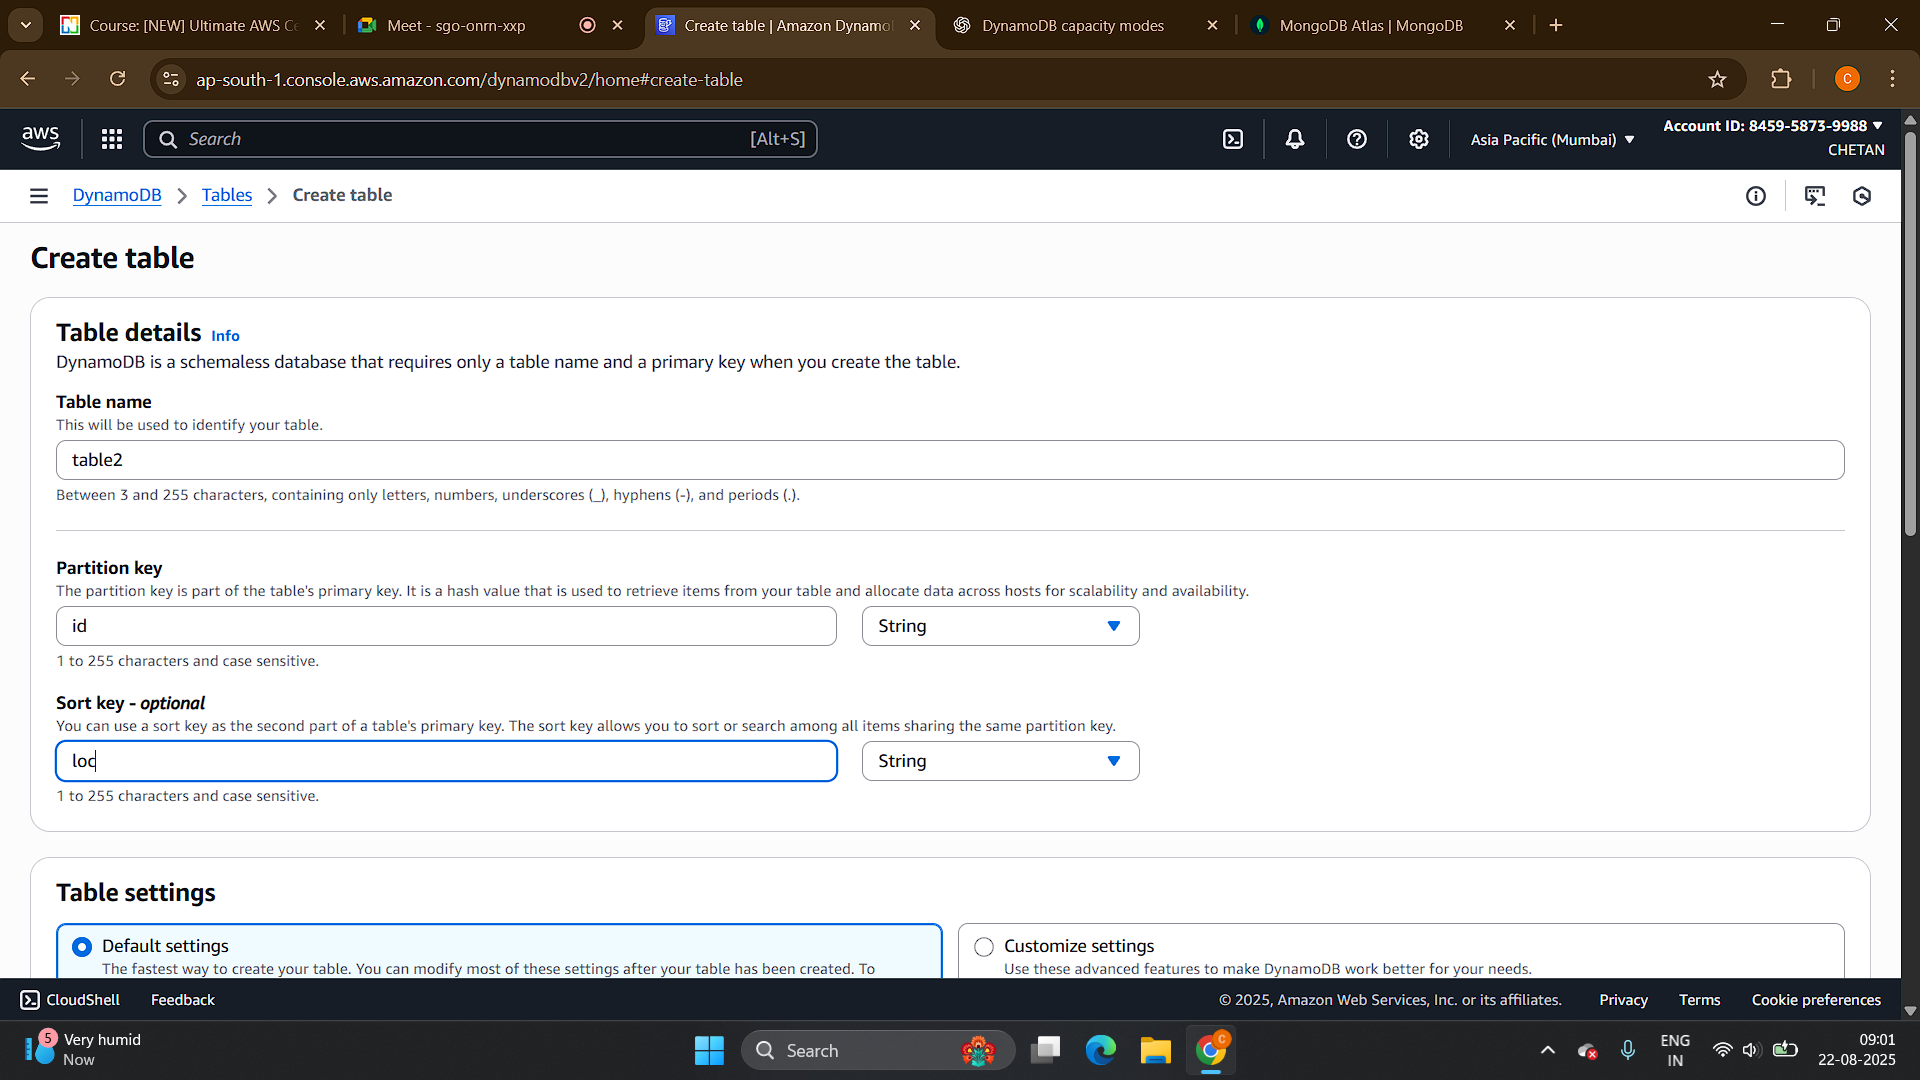 Course: [NEW] Ultimate AWS Ce
Meet - sgo-onrn-xxp
Create table | Amazon Dynamo
DynamoDB capacity modes
MongoDB Atlas | MongoDB
ap-south-1.console.aws.amazon.com/dynamodbv2/home#create-table
C
aws
Search
[Alt+S]
Asia Pacific (Mumbai)
Account ID: 8459-5873-9988
CHETAN
DynamoDB
Tables
Create table
Create table
Table details Info
DynamoDB is a schemaless database that requires only a table name and a primary key when you create the table.
Table name
This will be used to identify your table.
table2
Between 3 and 255 characters, containing only letters, numbers, underscores (_), hyphens (-), and periods (.).
Partition key
The partition key is part of the table's primary key. It is a hash value that is used to retrieve items from your table and allocate data across hosts for scalability and availability.
id
String
1 to 255 characters and case sensitive.
Sort key - optional
You can use a sort key as the second part of a table's primary key. The sort key allows you to sort or search among all items sharing the same partition key.
loc
String
1 to 255 characters and case sensitive.
Table settings
Default settings
The fastest way to create your table. You can modify most of these settings after your table has been created. To
Customize settings
Use these advanced features to make DynamoDB work better for your needs.
CloudShell
Feedback
© 2025, Amazon Web Services, Inc. or its affiliates.
Privacy
Terms
Cookie preferences
5
Very humid
Now
Search
C
ENG
IN
09:01
22-08-2025